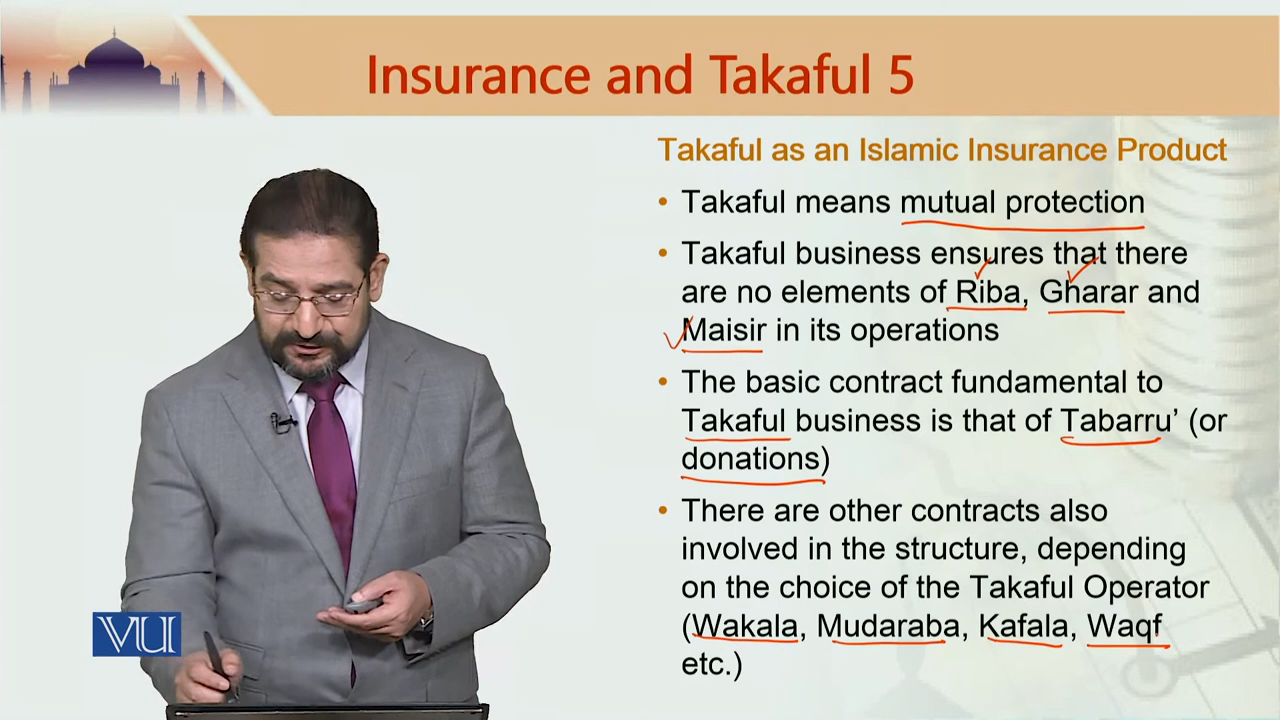 Insurance and Takaful 5
Takaful as an Islamic Insurance Product
• Takaful means mutual protection
• Takaful business ensures that there
are no elements of Riba, Gharar and
Maisir in its operations
• The basic contract fundamental to
Takaful business is that of Tabarru’ (or
donations)
• There are other contracts also
involved in the structure, depending
on the choice of the Takaful Operator
(Wakala, Mudaraba, Kafala, Waqf
etc.)
VU